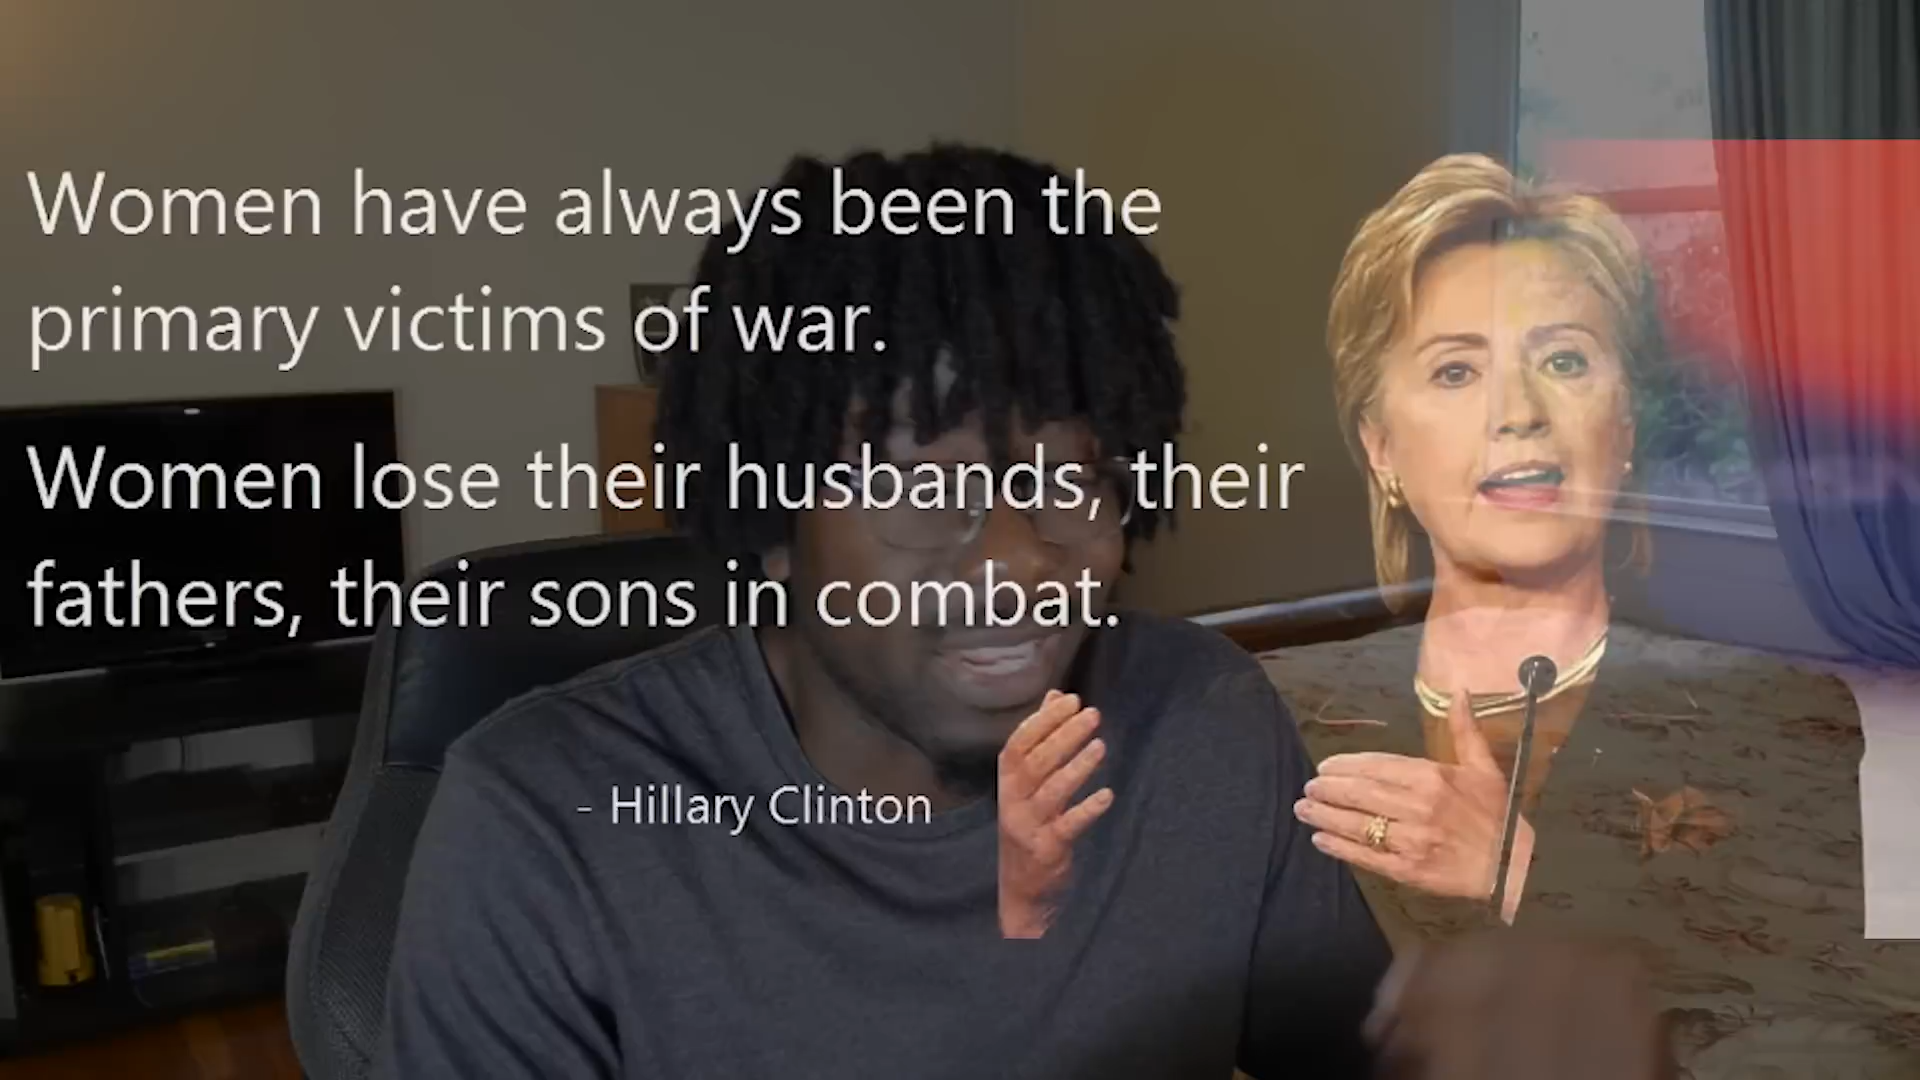 Women have always been the
primary victims of war.
Women lose their husbands, their
fathers, their sons in combat.
- Hillary Clinton